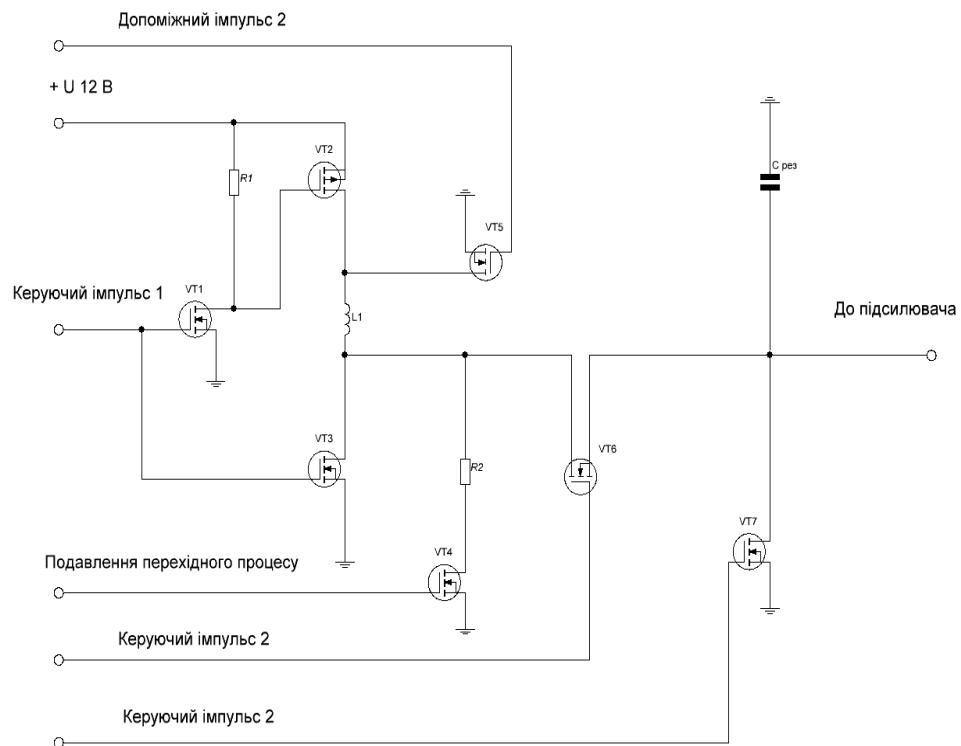 Допоміжний імпульс 2
+ U 12 В
VT2
R1
С рез
VT5
Керуючий імпульс 1
VT1
L1
До підсилювача
VT3
R2
VT6
VT7
VT4
Подавлення перехідного процесу
Керуючий імпульс 2
Керуючий імпульс 2